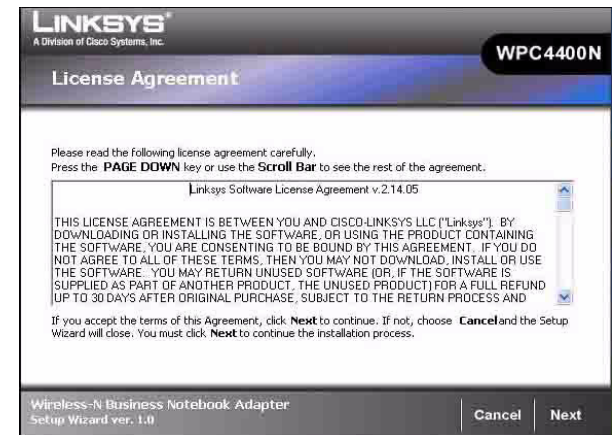 LINKSYS®
A Division of Cisco Systems, Inc.
WPC4400N
License Agreement
Please read the following license agreement carefully.
Press the PAGE DOWN key or use the Scroll Bar to see the rest of the agreement.
Linksys Software License Agreement v.2.14.05
THIS LICENSE AGREEMENT IS BETWEEN YOU AND CISCO-LINKSYS LLC ("Linksys"). BY
DOWNLOADING OR INSTALLING THE SOFTWARE, OR USING THE PRODUCT CONTAINING
THE SOFTWARE, YOU ARE CONSENTING TO BE BOUND BY THIS AGREEMENT. IF YOU DO
NOT AGREE TO ALL OF THESE TERMS, THEN YOU MAY NOT DOWNLOAD, INSTALL OR USE
THE SOFTWARE. YOU MAY RETURN UNUSED SOFTWARE (OR, IF THE SOFTWARE IS
SUPPLIED AS PART OF ANOTHER PRODUCT, THE UNUSED PRODUCT) FOR A FULL REFUND
UP TO 30 DAYS AFTER ORIGINAL PURCHASE, SUBJECT TO THE RETURN PROCESS AND
If you accept the terms of this Agreement, click Next to continue. If not, choose Cancel and the Setup
Wizard will close. You must click Next to continue the installation process.
Wireless-N Business Notebook Adapter
Setup Wizard ver. 1.0
Cancel
Next